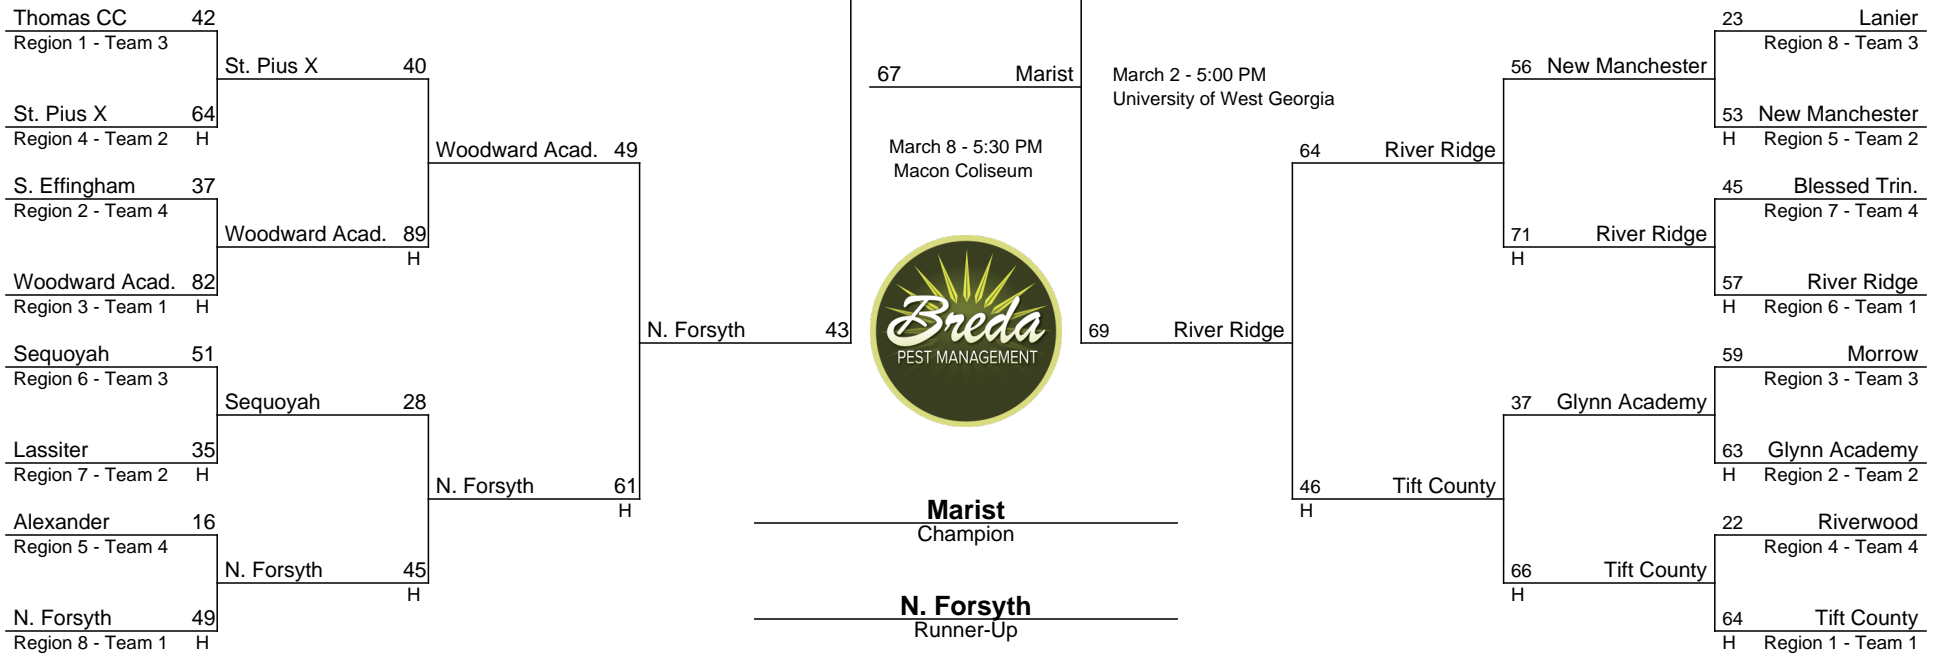 Thomas CC 42
Region 1 - Team 3
St. Pius X 40
St. Pius X 64
Region 4 - Team 2 H
Woodward Acad. 49
S. Effingham 37
Region 2 - Team 4
Woodward Acad. 89
H
Woodward Acad. 82
Region 3 - Team 1 H
N. Forsyth 43
Sequoyah 51
Region 6 - Team 3
Sequoyah 28
Lassiter 35
Region 7 - Team 2 H
N. Forsyth 61
H
Alexander 16
Region 5 - Team 4
N. Forsyth 45
H
N. Forsyth 49
Region 8 - Team 1 H
67 Marist
March 8 - 5:30 PM
Macon Coliseum
Breda
PEST MANAGEMENT
Marist
Champion
N. Forsyth
Runner-Up
March 2 - 5:00 PM
University of West Georgia
23 Lanier
Region 8 - Team 3
56 New Manchester
53 New Manchester
H Region 5 - Team 2
64 River Ridge
45 Blessed Trin.
Region 7 - Team 4
71 River Ridge
H
57 River Ridge
H Region 6 - Team 1
69 River Ridge
59 Morrow
Region 3 - Team 3
37 Glynn Academy
63 Glynn Academy
H Region 2 - Team 2
46 Tift County
H
22 Riverwood
Region 4 - Team 4
66 Tift County
H
64 Tift County
H Region 1 - Team 1